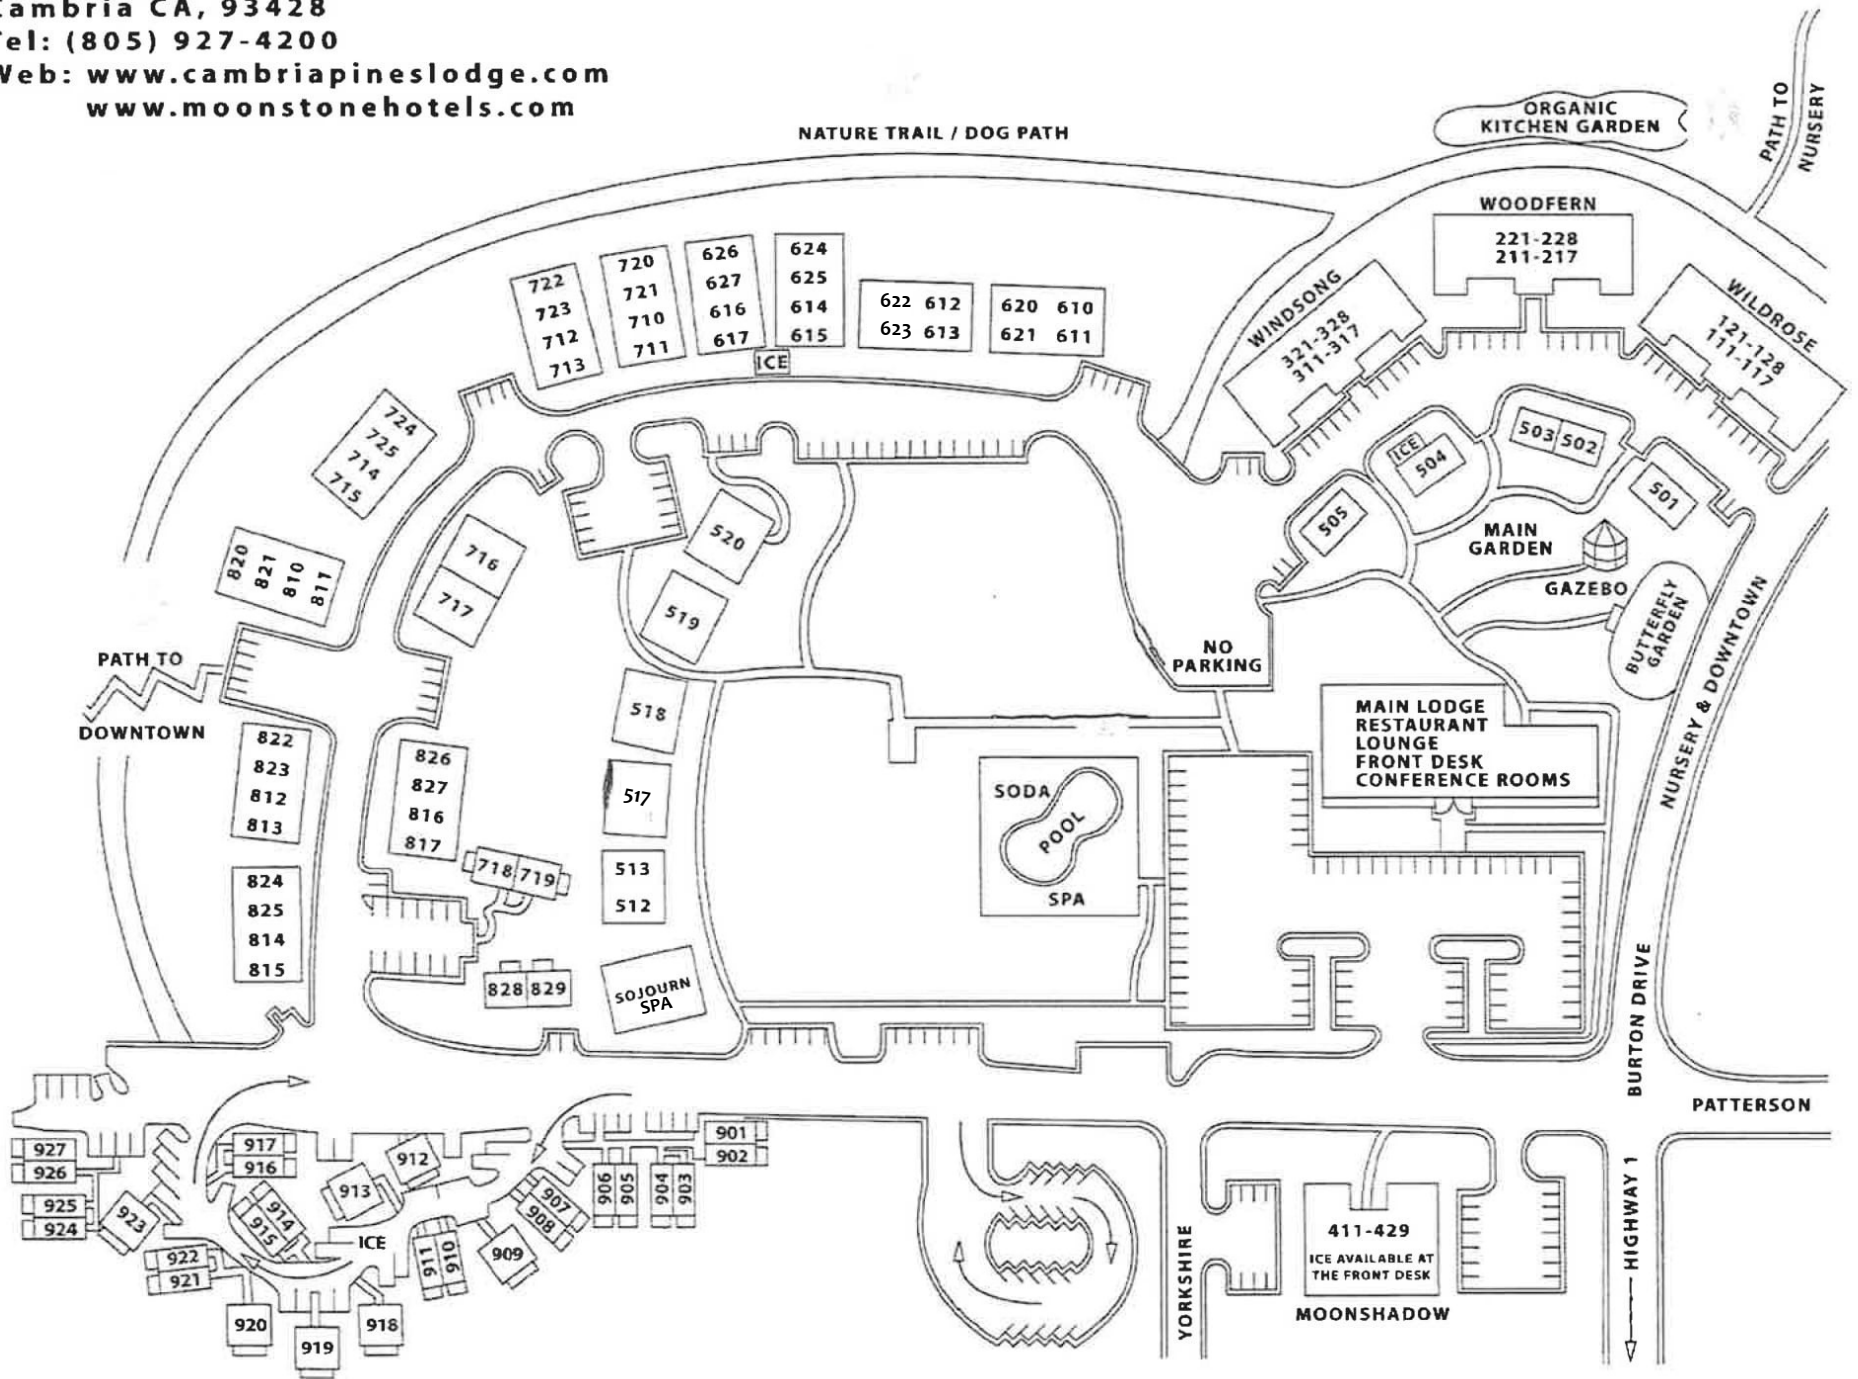 Cambria CA, 93428
Tel: (805) 927-4200
Web: www.cambriapineslodge.com
www.moonstonehotels.com
NATURE TRAIL / DOG PATH
ORGANIC
KITCHEN GARDEN
PATH TO
NURSERY
WOODFERN
221-228
211-217
WINDSONG
321-328
311-317
WILDROSE
121-128
111-117
722
723
712
713
720
721
710
711
626
627
616
617
624
625
614
615
ICE
622 612
623 613
620 610
621 611
724
725
714
715
503 502
ICE
504
501
505
MAIN
GARDEN
GAZEBO
BUTTERFLY
GARDEN
NURSERY & DOWNTOWN
820
821
810
811
716
717
520
519
518
517
513
512
SOJOURN
SPA
PATH TO
DOWNTOWN
NO
PARKING
822
823
812
813
826
827
816
817
718 719
824
825
814
815
828 829
SODA
POOL
SPA
MAIN LODGE
RESTAURANT
LOUNGE
FRONT DESK
CONFERENCE ROOMS
BURTON DRIVE
PATTERSON
927
926
925
924
923
922
921
920
919
918
917
916
914
915
913
912
ICE
911
910
909
907
908
906
905
904
903
901
902
YORKSHIRE
411-429
ICE AVAILABLE AT
THE FRONT DESK
MOONSHADOW
HIGHWAY 1